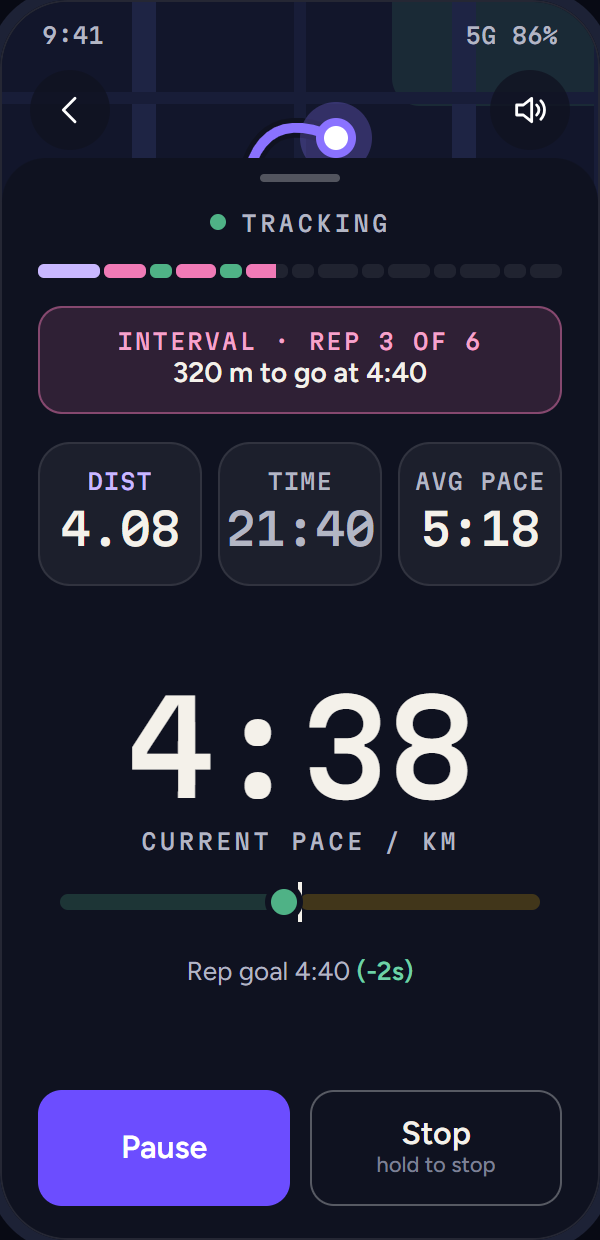 9:41 5G 86%
TRACKING
INTERVAL · REP 3 OF 6
320 m to go at 4:40
DIST TIME AVG PACE
4.08 21:40 5:18
4:38
CURRENT PACE / KM
Rep goal 4:40 (-2s)
Pause Stop
hold to stop